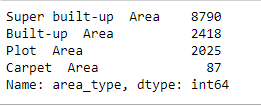 Super built-up  Area    8790
Built-up  Area          2418
Plot  Area              2025
Carpet  Area              87
Name: area_type, dtype: int64